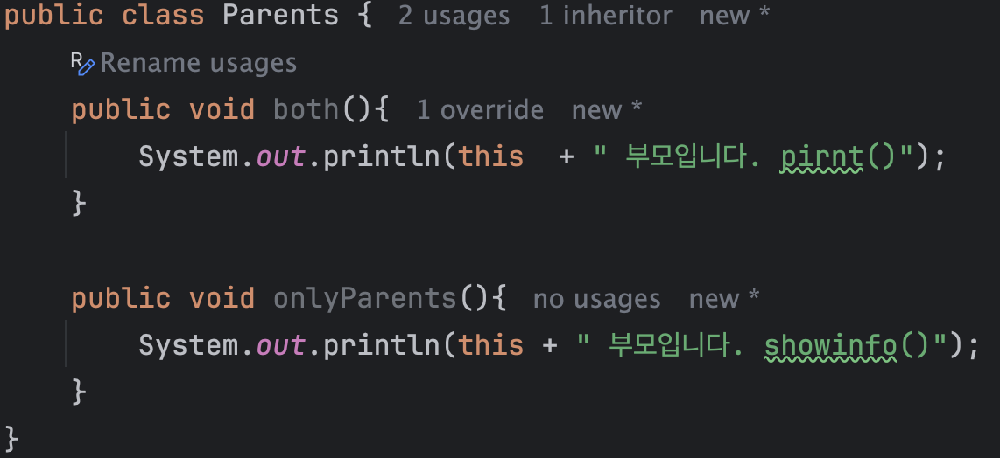 public class Parents { 2 usages 1 inheritor new *
Rename usages
public void both(){ 1 override new *
System.out.println(this + " 부모입니다. pirnt()");
}
public void onlyParents(){ no usages new *
System.out.println(this + " 부모입니다. showinfo()");
}
}